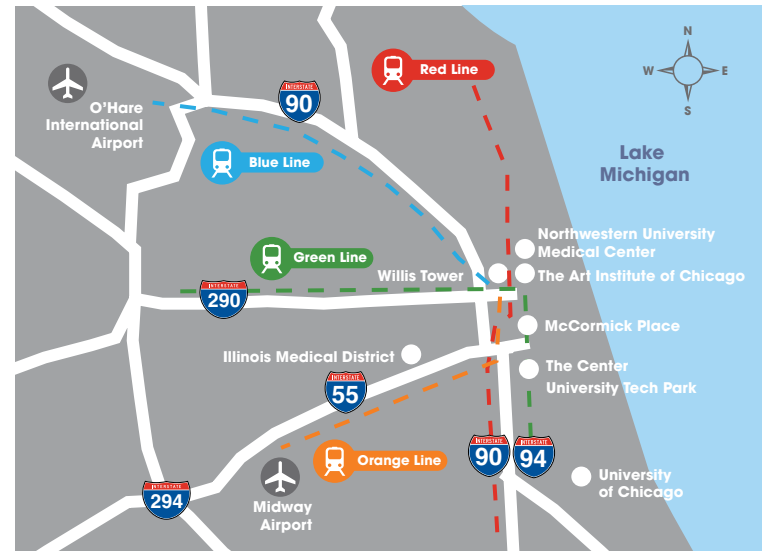 N
W
E
S
Red Line
O'Hare
International
Airport
INTERSTATE
90
Blue Line
Lake
Michigan
Northwestern University
Medical Center
Green Line
Willis Tower
The Art Institute of Chicago
INTERSTATE
290
McCormick Place
Illinois Medical District
The Center
University Tech Park
INTERSTATE
55
Orange Line
INTERSTATE
90
INTERSTATE
94
University
of Chicago
INTERSTATE
294
Midway
Airport